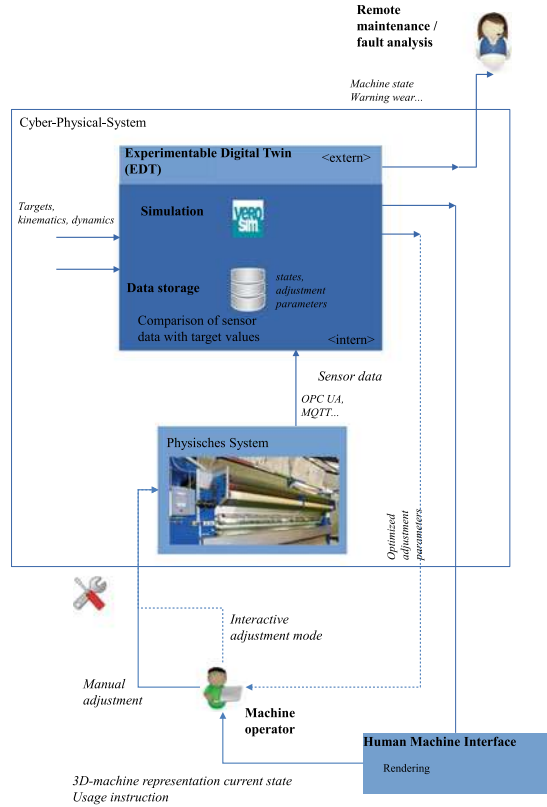 Remote
maintenance /
fault analysis
Machine state
Warning wear...
Cyber-Physical-System
Experimentable Digital Twin
(EDT)
<extern>
Targets,
kinematics, dynamics
Simulation
VERO
SIM
Data storage
states,
adjustment
parameters
Comparison of sensor
data with target values
<intern>
Sensor data
OPC UA,
MQTT...
Physisches System
Optimized
adjustment
parameters
Interactive
adjustment mode
Manual
adjustment
Machine
operator
Human Machine Interface
Rendering
3D-machine representation current state
Usage instruction